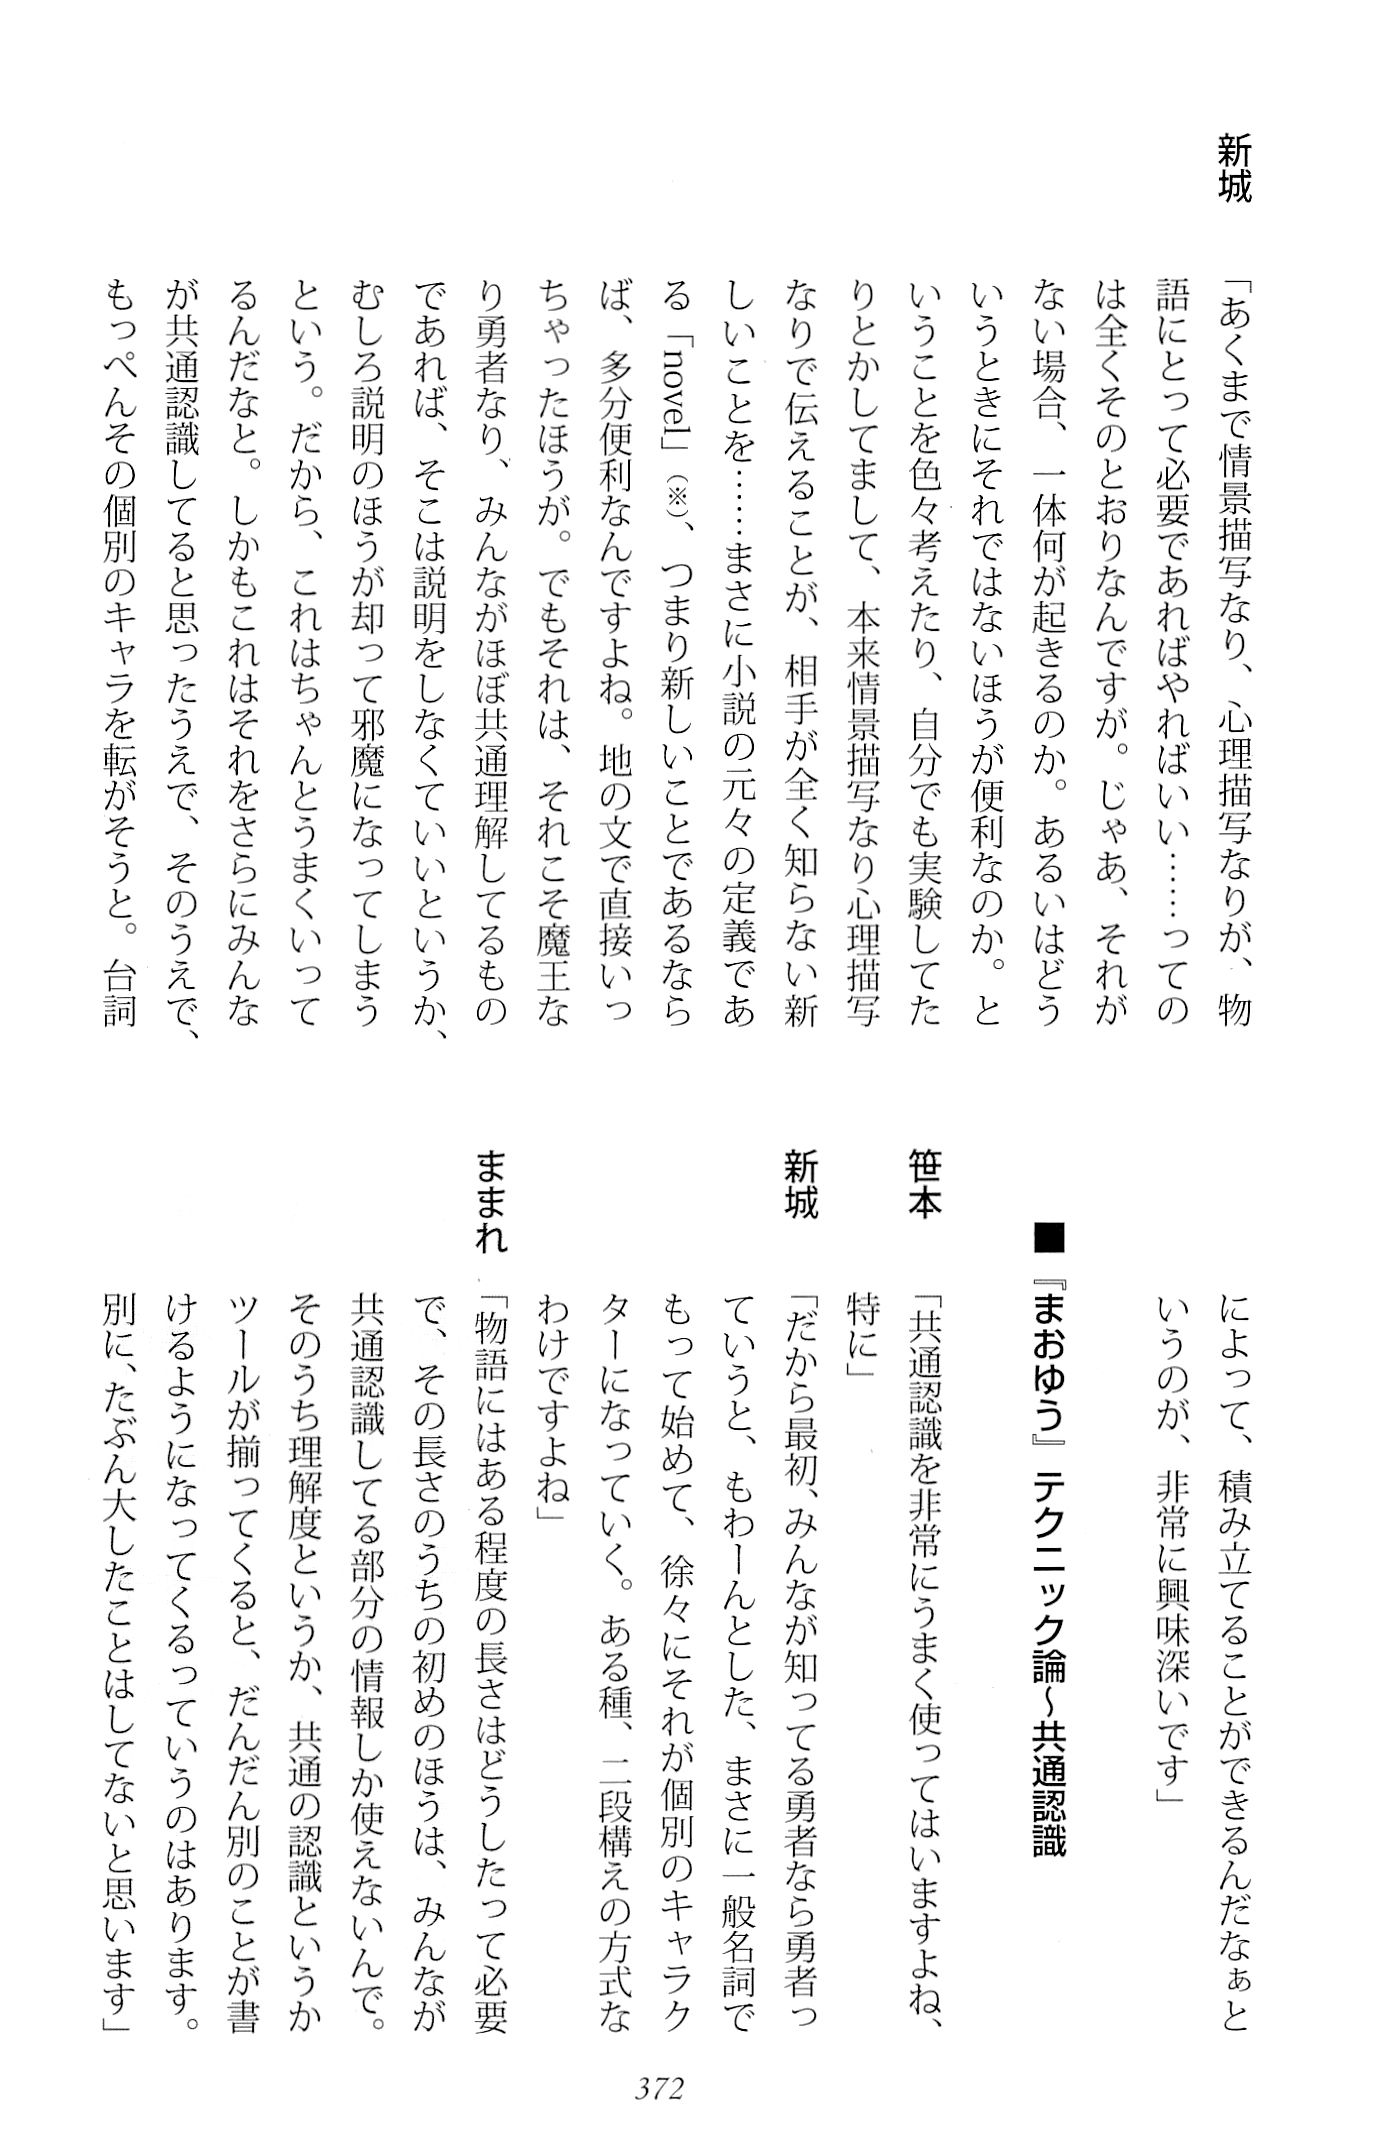 新城
「あくまで情景描写なり、心理描写なりが、物
語にとって必要であればやればいい……っての
は全くそのとおりなんですが。じゃあ、それが
ない場合、一体何が起きるのか。あるいはどう
いうときにそれではないほうが便利なのか。と
いうことを色々考えたり、自分でも実験してた
りとかしてまして、本来情景描写なり心理描写
なりで伝えることが、相手が全く知らない新
しいことを……まさに小説の元々の定義であ
る「novel」(※)、つまり新しいことであるなら
ば、多分便利なんですよね。地の文で直接いっ
ちゃったほうが。でもそれは、それこそ魔王な
り勇者なり、みんながほぼ共通理解してるもの
であれば、そこは説明をしなくていいというか、
むしろ説明のほうが却って邪魔になってしまう
という。だから、これはちゃんとうまくいって
るんだなと。しかもこれはそれをさらにみんな
が共通認識してると思ったうえで、そのうえで、
もっぺんその個別のキャラを転がそうと。台詞
によって、積み立てることができるんだなぁと
いうのが、非常に興味深いです」
■『まおゆう』テクニック論〜共通認識
笹本
「共通認識を非常にうまく使ってはいますよね、
特に」
新城
「だから最初、みんなが知ってる勇者なら勇者っ
ていうと、もわーんとした、まさに一般名詞で
もって始めて、徐々にそれが個別のキャラク
ターになっていく。ある種、二段構えの方式な
わけですよね」
ままれ
「物語にはある程度の長さはどうしたって必要
で、その長さのうちの初めのほうは、みんなが
共通認識してる部分の情報しか使えないんで。
そのうち理解度というか、共通の認識というか
ツールが揃ってくると、だんだん別のことが書
けるようになってくるっていうのはあります。
別に、たぶん大したことはしてないと思います」
372